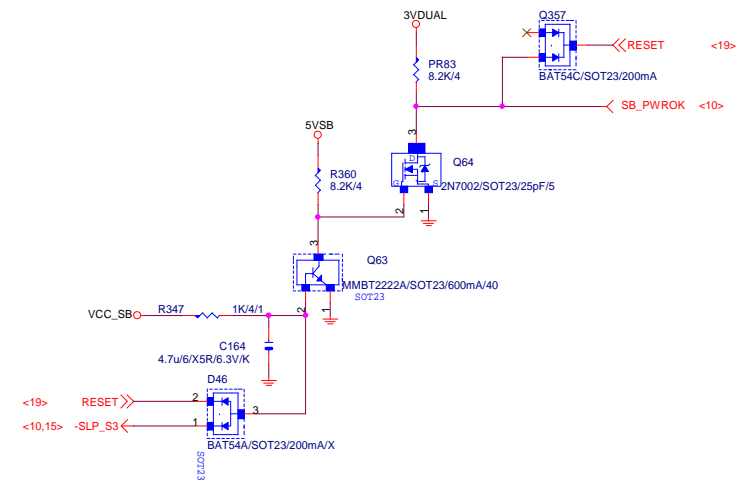 3VDUAL
Q357
RESET <19>
BAT54C/SOT23/200mA
PR83
8.2K/4
SB_PWROK <10>
5VSB
3
D
Q64
G S
2N7002/SOT23/25pF/5
2 1
R360
8.2K/4
3
Q63
MMBT2222A/SOT23/600mA/40
SOT23
2 1
VCC_SB R347 1K/4/1
C164
4.7u/6/X5R/6.3V/K
D46
<19> RESET 2
3
<10,15> -SLP_S3 1
BAT54A/SOT23/200mA/X
SOT23